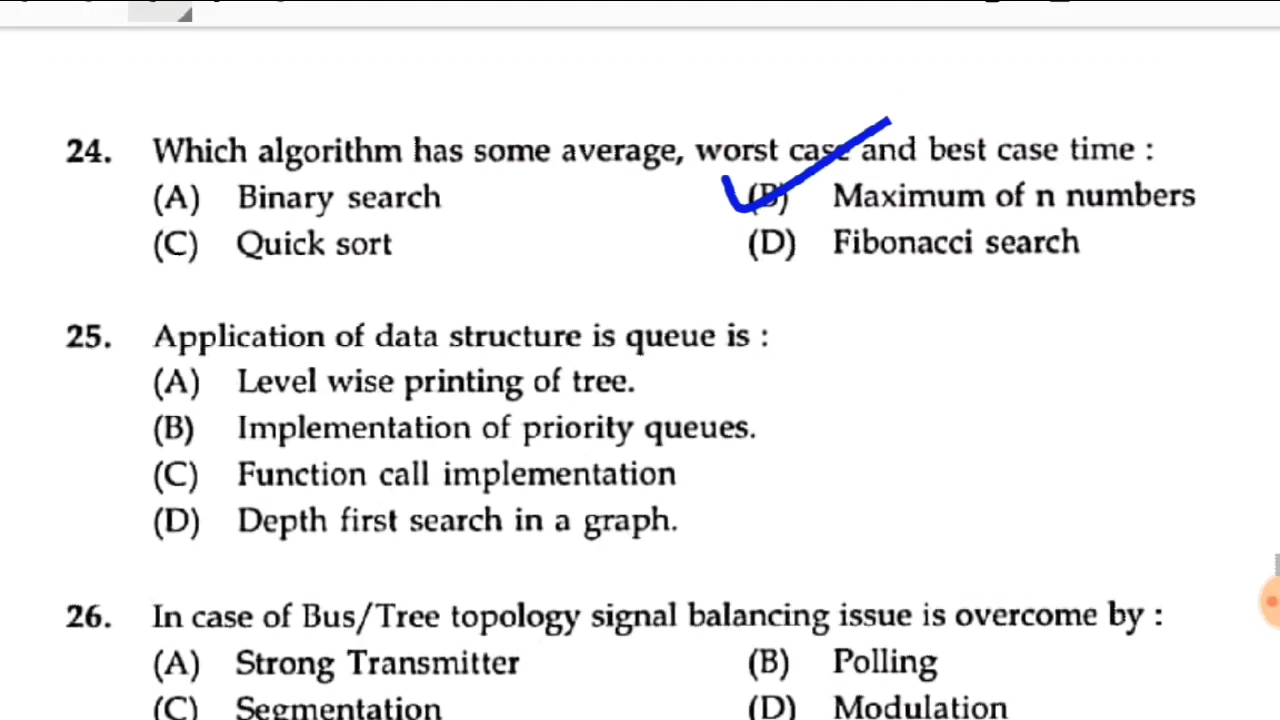 24. Which algorithm has some average, worst case and best case time :
(A) Binary search (B) Maximum of n numbers
(C) Quick sort (D) Fibonacci search
25. Application of data structure is queue is :
(A) Level wise printing of tree.
(B) Implementation of priority queues.
(C) Function call implementation
(D) Depth first search in a graph.
26. In case of Bus/Tree topology signal balancing issue is overcome by :
(A) Strong Transmitter (B) Polling
(C) Segmentation (D) Modulation